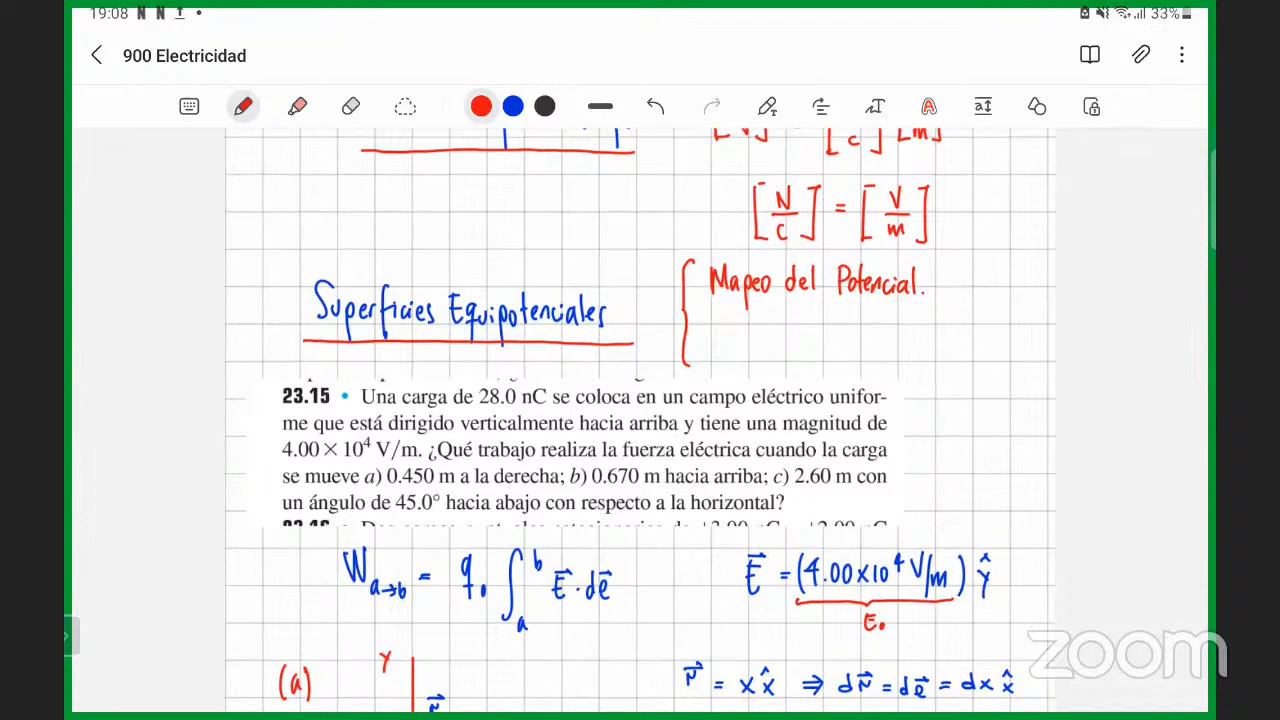 19:08 N N
33%
900 Electricidad
[V] [C] [m]
[N/C] = [V/m]
Superficies Equipotenciales
Mapeo del Potencial.
23.15 • Una carga de 28.0 nC se coloca en un campo eléctrico unifor-
me que está dirigido verticalmente hacia arriba y tiene una magnitud de
4.00 × 10⁴ V/m. ¿Qué trabajo realiza la fuerza eléctrica cuando la carga
se mueve a) 0.450 m a la derecha; b) 0.670 m hacia arriba; c) 2.60 m con
un ángulo de 45.0° hacia abajo con respecto a la horizontal?
W a→b = q₀ ∫ₐᵇ E⃗ · dℓ⃗
E⃗ = (4.00×10⁴ V/m) ŷ
E₀
(a)
Y
r⃗
r⃗ = x x̂ ⇒ dr⃗ = dℓ⃗ = dx x̂
zoom